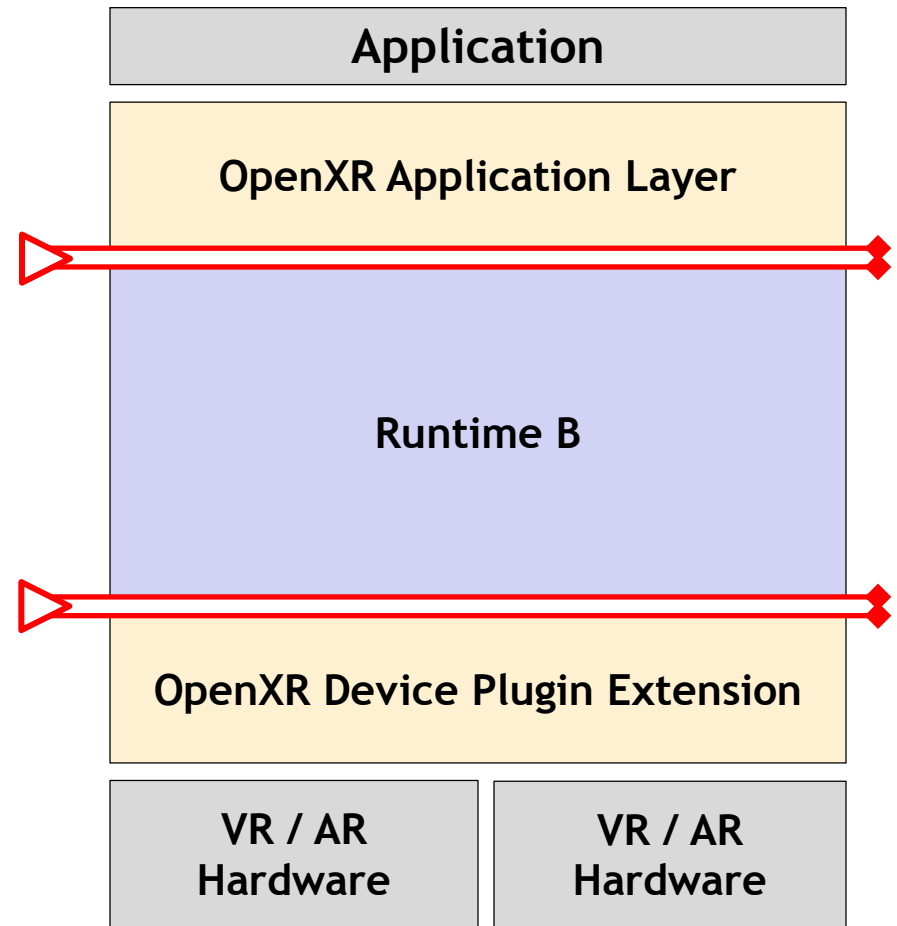 Application
OpenXR Application Layer
Runtime B
OpenXR Device Plugin Extension
VR / AR
Hardware
VR / AR
Hardware